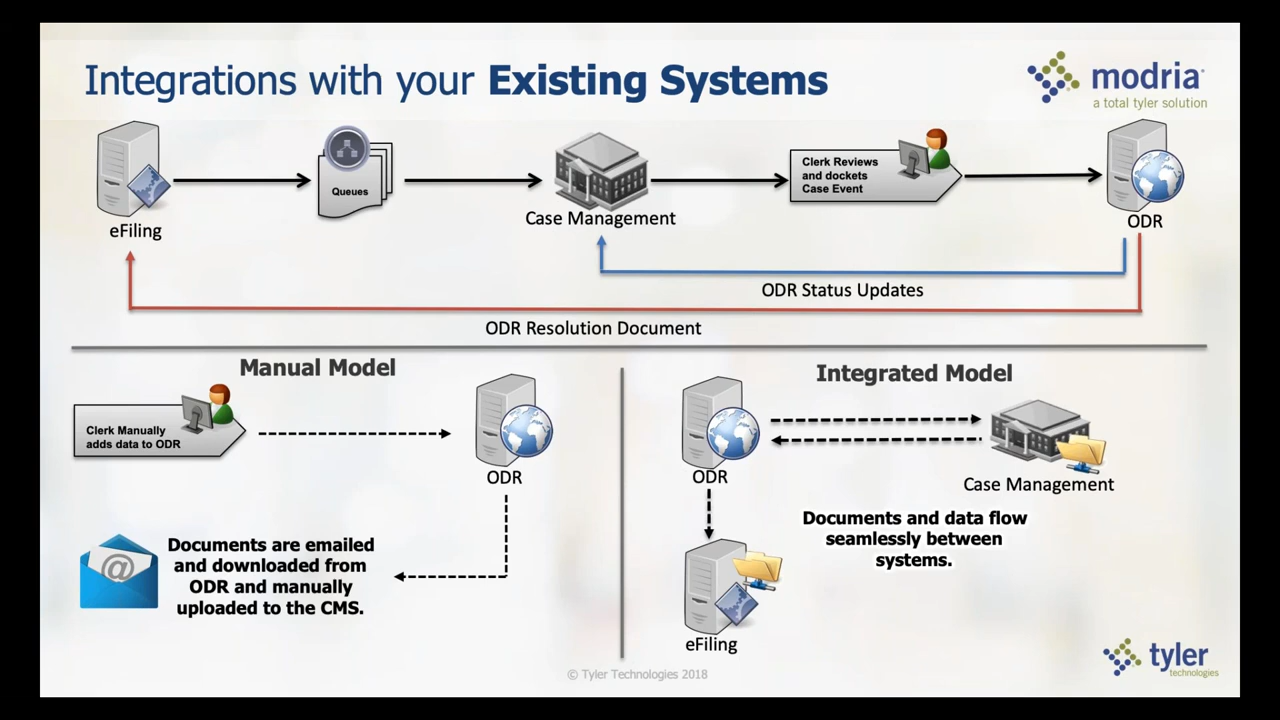 Integrations with your Existing Systems
modria
a total tyler solution
eFiling
Queues
Case Management
Clerk Reviews
and dockets
Case Event
ODR
ODR Status Updates
ODR Resolution Document
Manual Model
Clerk Manually
adds data to ODR
ODR
@
Documents are emailed
and downloaded from
ODR and manually
uploaded to the CMS.
Integrated Model
ODR
Case Management
Documents and data flow
seamlessly between
systems.
eFiling
© Tyler Technologies 2018
tyler
technologies